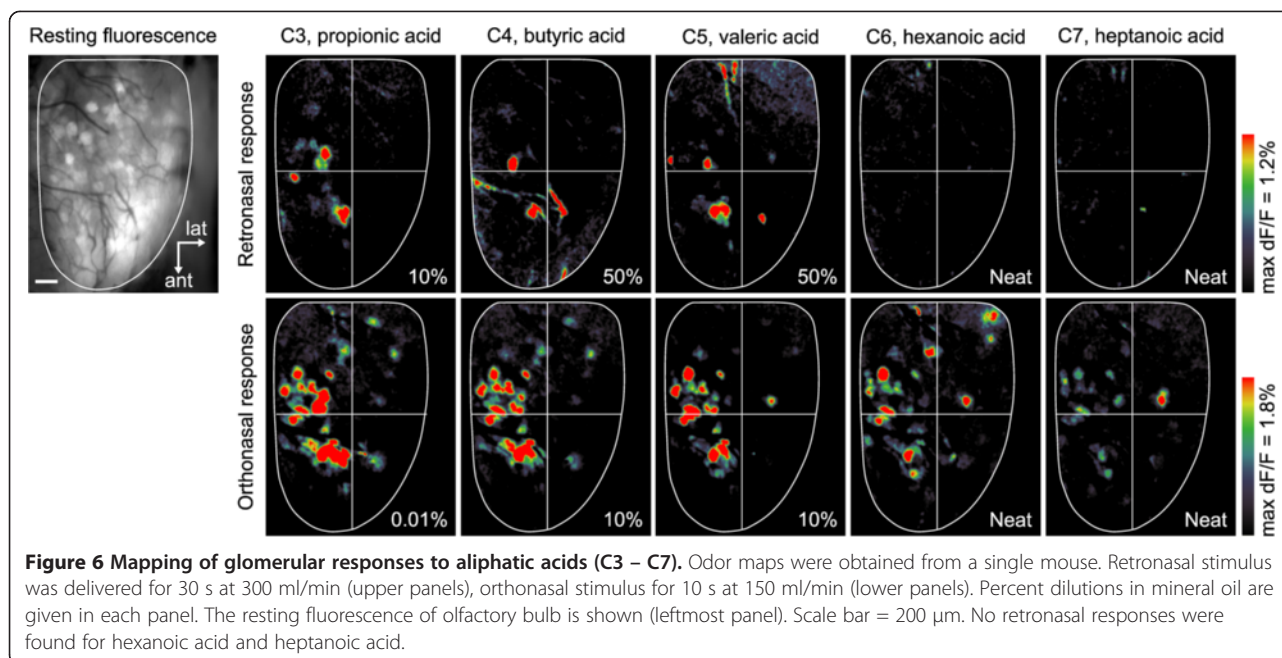 Resting fluorescence
C3, propionic acid
C4, butyric acid
C5, valeric acid
C6, hexanoic acid
C7, heptanoic acid
Retronasal response
lat
ant
10%
50%
50%
Neat
Neat
max dF/F = 1.2%
Orthonasal response
0.01%
10%
10%
Neat
Neat
max dF/F = 1.8%
Figure 6 Mapping of glomerular responses to aliphatic acids (C3 – C7). Odor maps were obtained from a single mouse. Retronasal stimulus
was delivered for 30 s at 300 ml/min (upper panels), orthonasal stimulus for 10 s at 150 ml/min (lower panels). Percent dilutions in mineral oil are
given in each panel. The resting fluorescence of olfactory bulb is shown (leftmost panel). Scale bar = 200 μm. No retronasal responses were
found for hexanoic acid and heptanoic acid.